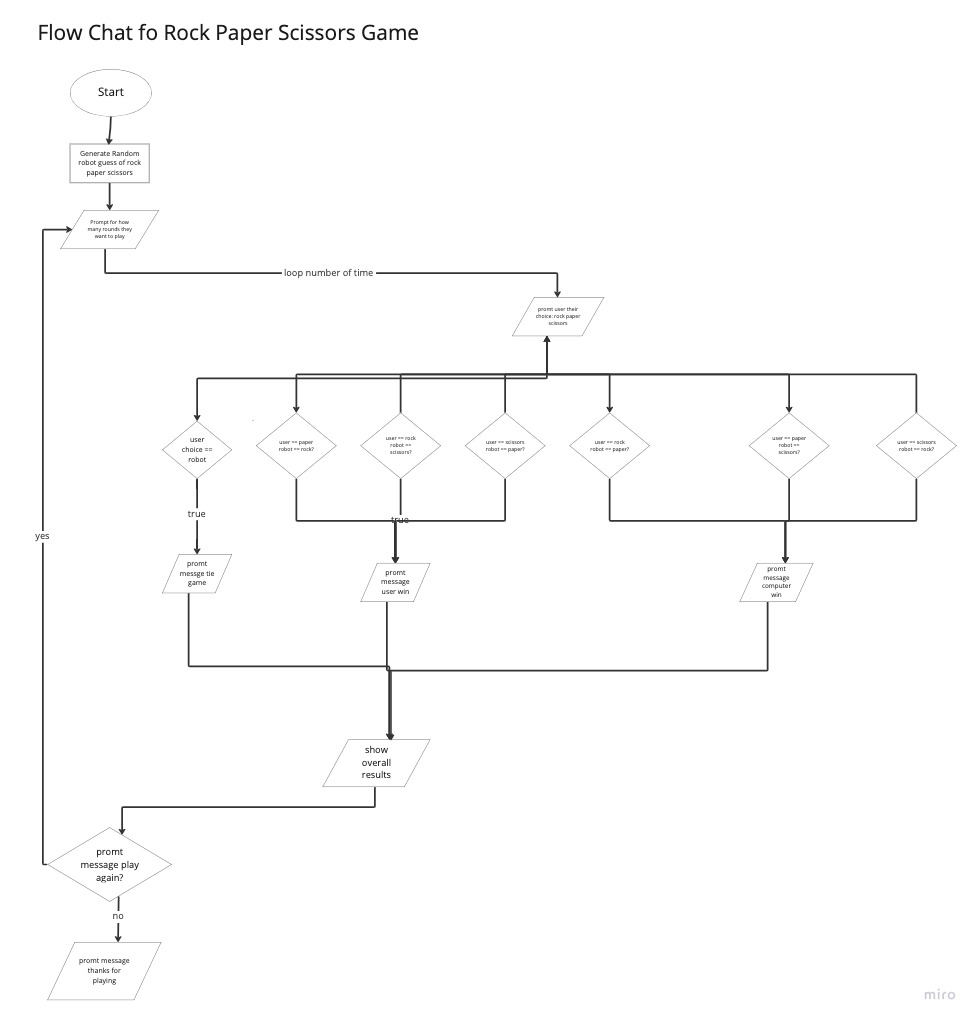 Flow Chat fo Rock Paper Scissors Game
Start
Generate Random
robot guess of rock
paper scissors
Prompt for how
many rounds they
want to play
loop number of time
promt user their
choice: rock paper
scissors
user
choice ==
robot
user == paper
robot == rock?
user == rock
robot ==
scissors?
user == scissors
robot == paper?
user == rock
robot == paper?
user == paper
robot ==
scissors?
user == scissors
robot == rock?
true
true
yes
promt
messge tie
game
promt
message
user win
promt
message
computer
win
show
overall
results
promt
message play
again?
no
promt message
thanks for
playing
miro